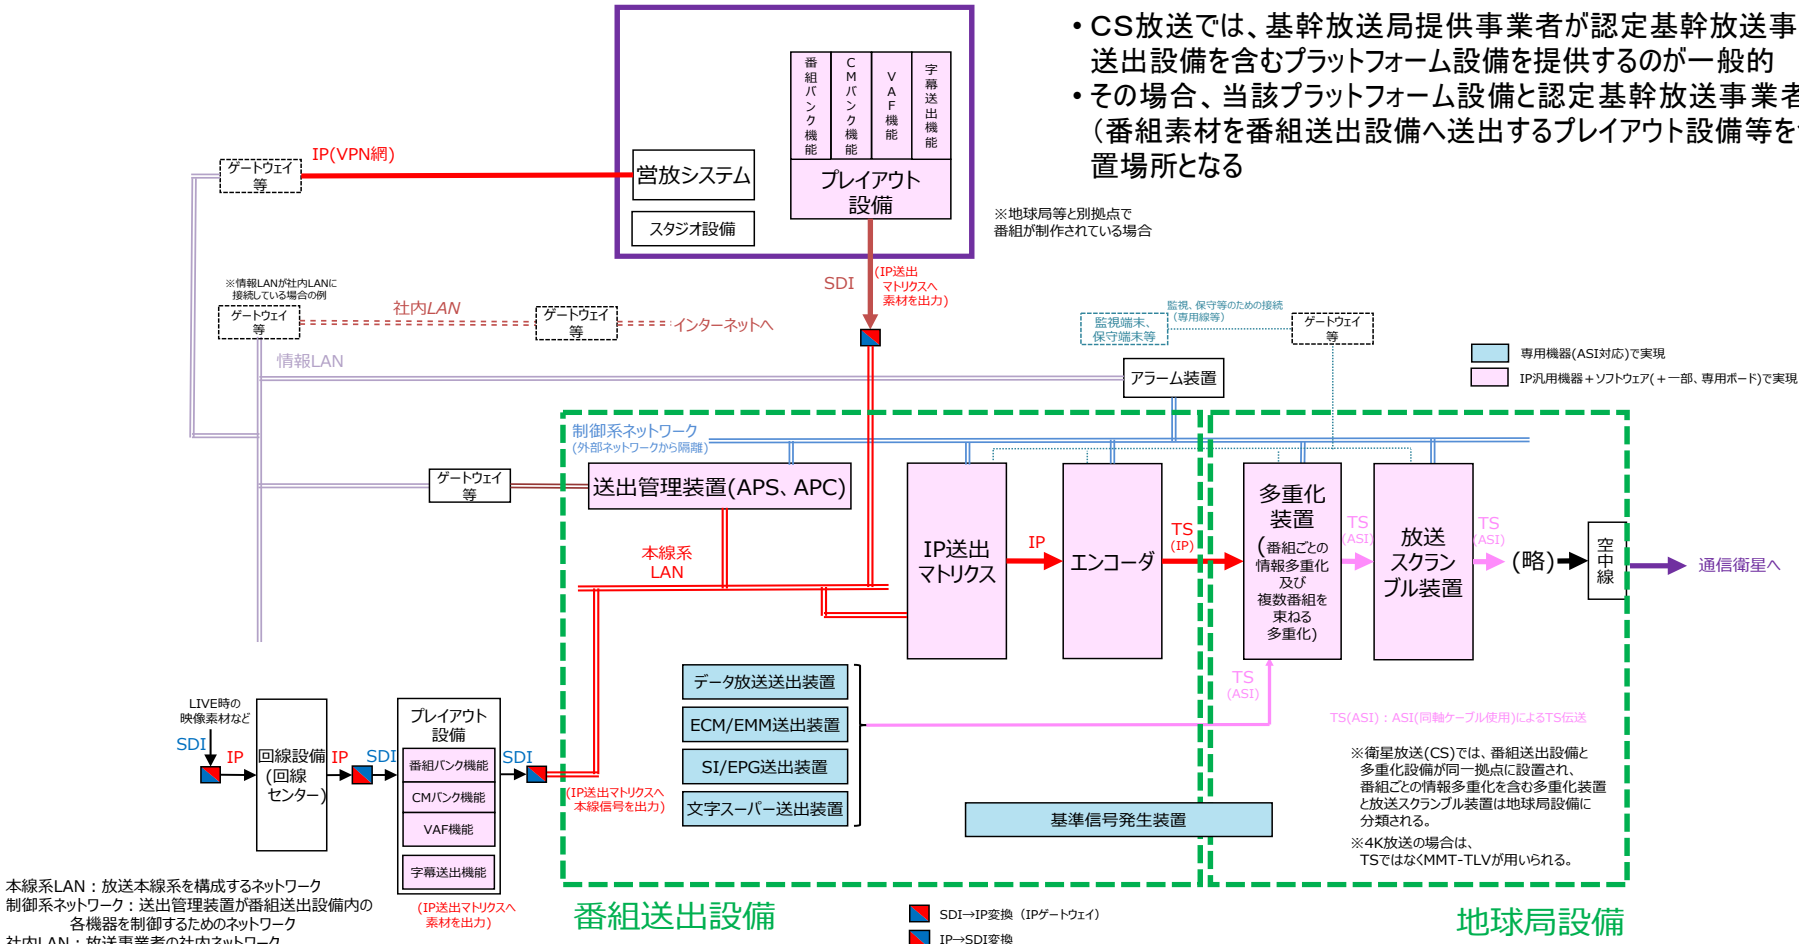 ・CS放送では、基幹放送局提供事業者が認定基幹放送事
送出設備を含むプラットフォーム設備を提供するのが一般的
・その場合、当該プラットフォーム設備と認定基幹放送事業者
（番組素材を番組送出設備へ送出するプレイアウト設備等を
置場所となる
番組バンク機能
CMバンク機能
VAF機能
字幕送出機能
プレイアウト
設備
営放システム
スタジオ設備
※地球局等と別拠点で
番組が制作されている場合
ゲートウェイ
等
IP(VPN網)
SDI
(IP送出
マトリクスへ
素材を出力)
※情報LANが社内LANに
接続している場合の例
ゲートウェイ
等
社内LAN
ゲートウェイ
等
インターネットへ
情報LAN
監視端末、
保守端末等
監視、保守等のための接続
（専用線等）
ゲートウェイ
等
アラーム装置
専用機器(ASI対応)で実現
IP汎用機器＋ソフトウェア(＋一部、専用ボード)で実現
制御系ネットワーク
(外部ネットワークから隔離)
ゲートウェイ
等
送出管理装置(APS、APC)
本線系
LAN
IP送出
マトリクス
IP
エンコーダ
TS
(IP)
多重化
装置
(番組ごとの
情報多重化
及び
複数番組を
束ねる
多重化)
TS
(ASI)
放送
スクラン
ブル装置
TS
(ASI)
(略)
空中線
通信衛星へ
データ放送送出装置
ECM/EMM送出装置
SI/EPG送出装置
文字スーパー送出装置
TS
(ASI)
TS(ASI)：ASI(同軸ケーブル使用)によるTS伝送
※衛星放送(CS)では、番組送出設備と
多重化設備が同一拠点に設置され、
番組ごとの情報多重化を含む多重化装置
と放送スクランブル装置は地球局設備に
分類される。
※4K放送の場合は、
TSではなくMMT-TLVが用いられる。
基準信号発生装置
LIVE時の
映像素材など
SDI
IP
回線設備
(回線
センター)
IP
SDI
プレイアウト
設備
番組バンク機能
CMバンク機能
VAF機能
字幕送出機能
SDI
(IP送出マトリクスへ
本線信号を出力)
(IP送出マトリクスへ
素材を出力)
番組送出設備
地球局設備
SDI→IP変換（IPゲートウェイ）
IP→SDI変換
本線系LAN：放送本線系を構成するネットワーク
制御系ネットワーク：送出管理装置が番組送出設備内の
各機器を制御するためのネットワーク
社内LAN：放送事業者の社内ネットワーク